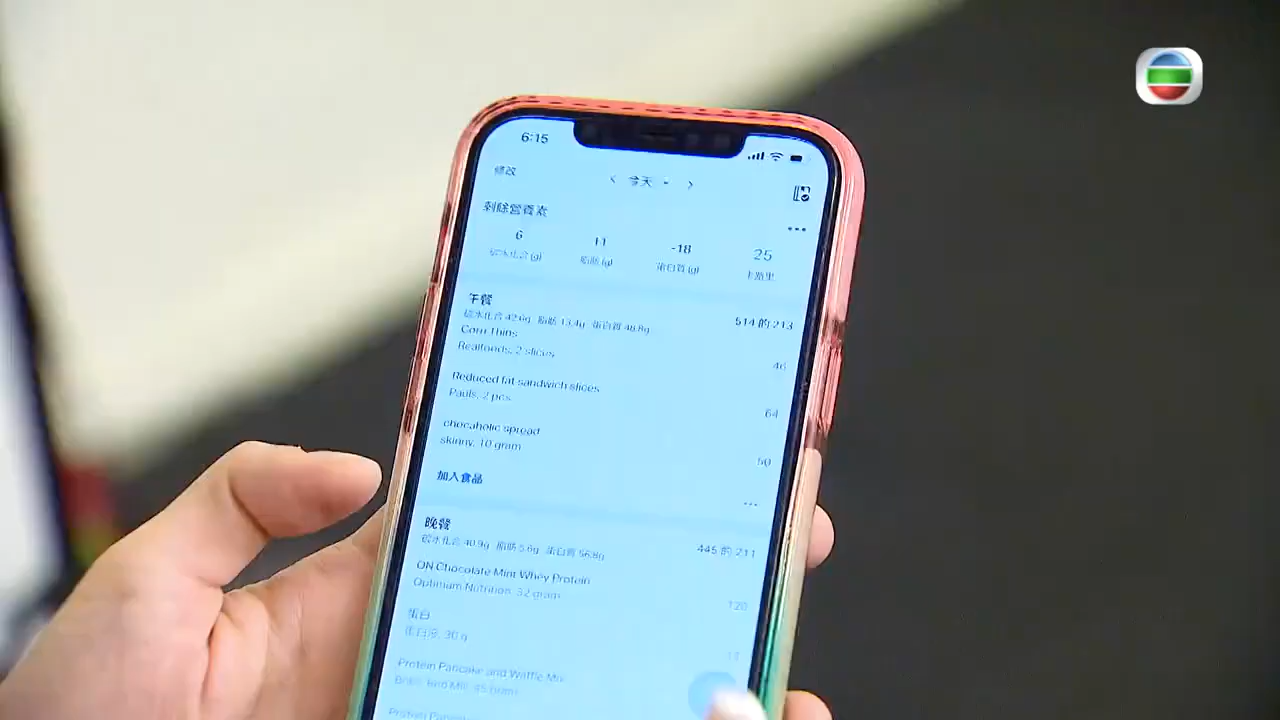 6:15
修改
< 今天 >
剩餘營養素
6
11
-18
25
碳水化合 (g)
脂肪 (g)
蛋白質 (g)
卡路里
午餐
514 的 213
碳水化合 42.6g 脂肪 13.4g 蛋白質 48.8g
Corn Thins
Realfoods, 2 slices
46
Reduced fat sandwich slices
Pauls, 2 pcs
64
chocaholic spread
skinny, 10 gram
50
加入食品
晚餐
445 的 211
碳水化合 40.9g 脂肪 5.6g 蛋白質 56.8g
ON Chocolate Mint Whey Protein
Optimum Nutrition, 32 gram
120
蛋白
蛋白液, 30 g
Protein Pancake and Waffle Mix